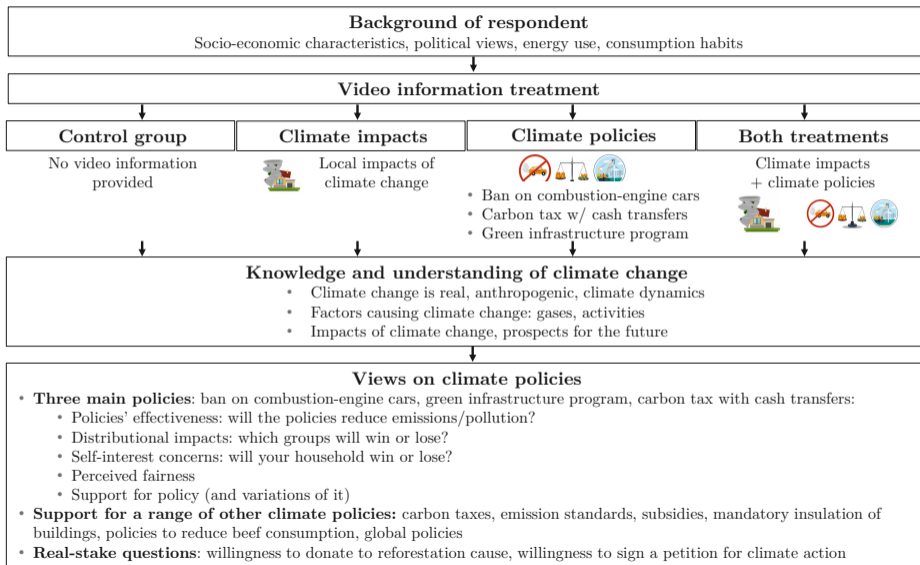 Background of respondent
Socio-economic characteristics, political views, energy use, consumption habits
Video information treatment
Control group
No video information
provided
Climate impacts
Local impacts of
climate change
Climate policies
• Ban on combustion-engine cars
• Carbon tax w/ cash transfers
• Green infrastructure program
Both treatments
Climate impacts
+ climate policies
Knowledge and understanding of climate change
• Climate change is real, anthropogenic, climate dynamics
• Factors causing climate change: gases, activities
• Impacts of climate change, prospects for the future
Views on climate policies
• Three main policies: ban on combustion-engine cars, green infrastructure program, carbon tax with cash transfers:
• Policies' effectiveness: will the policies reduce emissions/pollution?
• Distributional impacts: which groups will win or lose?
• Self-interest concerns: will your household win or lose?
• Perceived fairness
• Support for policy (and variations of it)
• Support for a range of other climate policies: carbon taxes, emission standards, subsidies, mandatory insulation of
buildings, policies to reduce beef consumption, global policies
• Real-stake questions: willingness to donate to reforestation cause, willingness to sign a petition for climate action